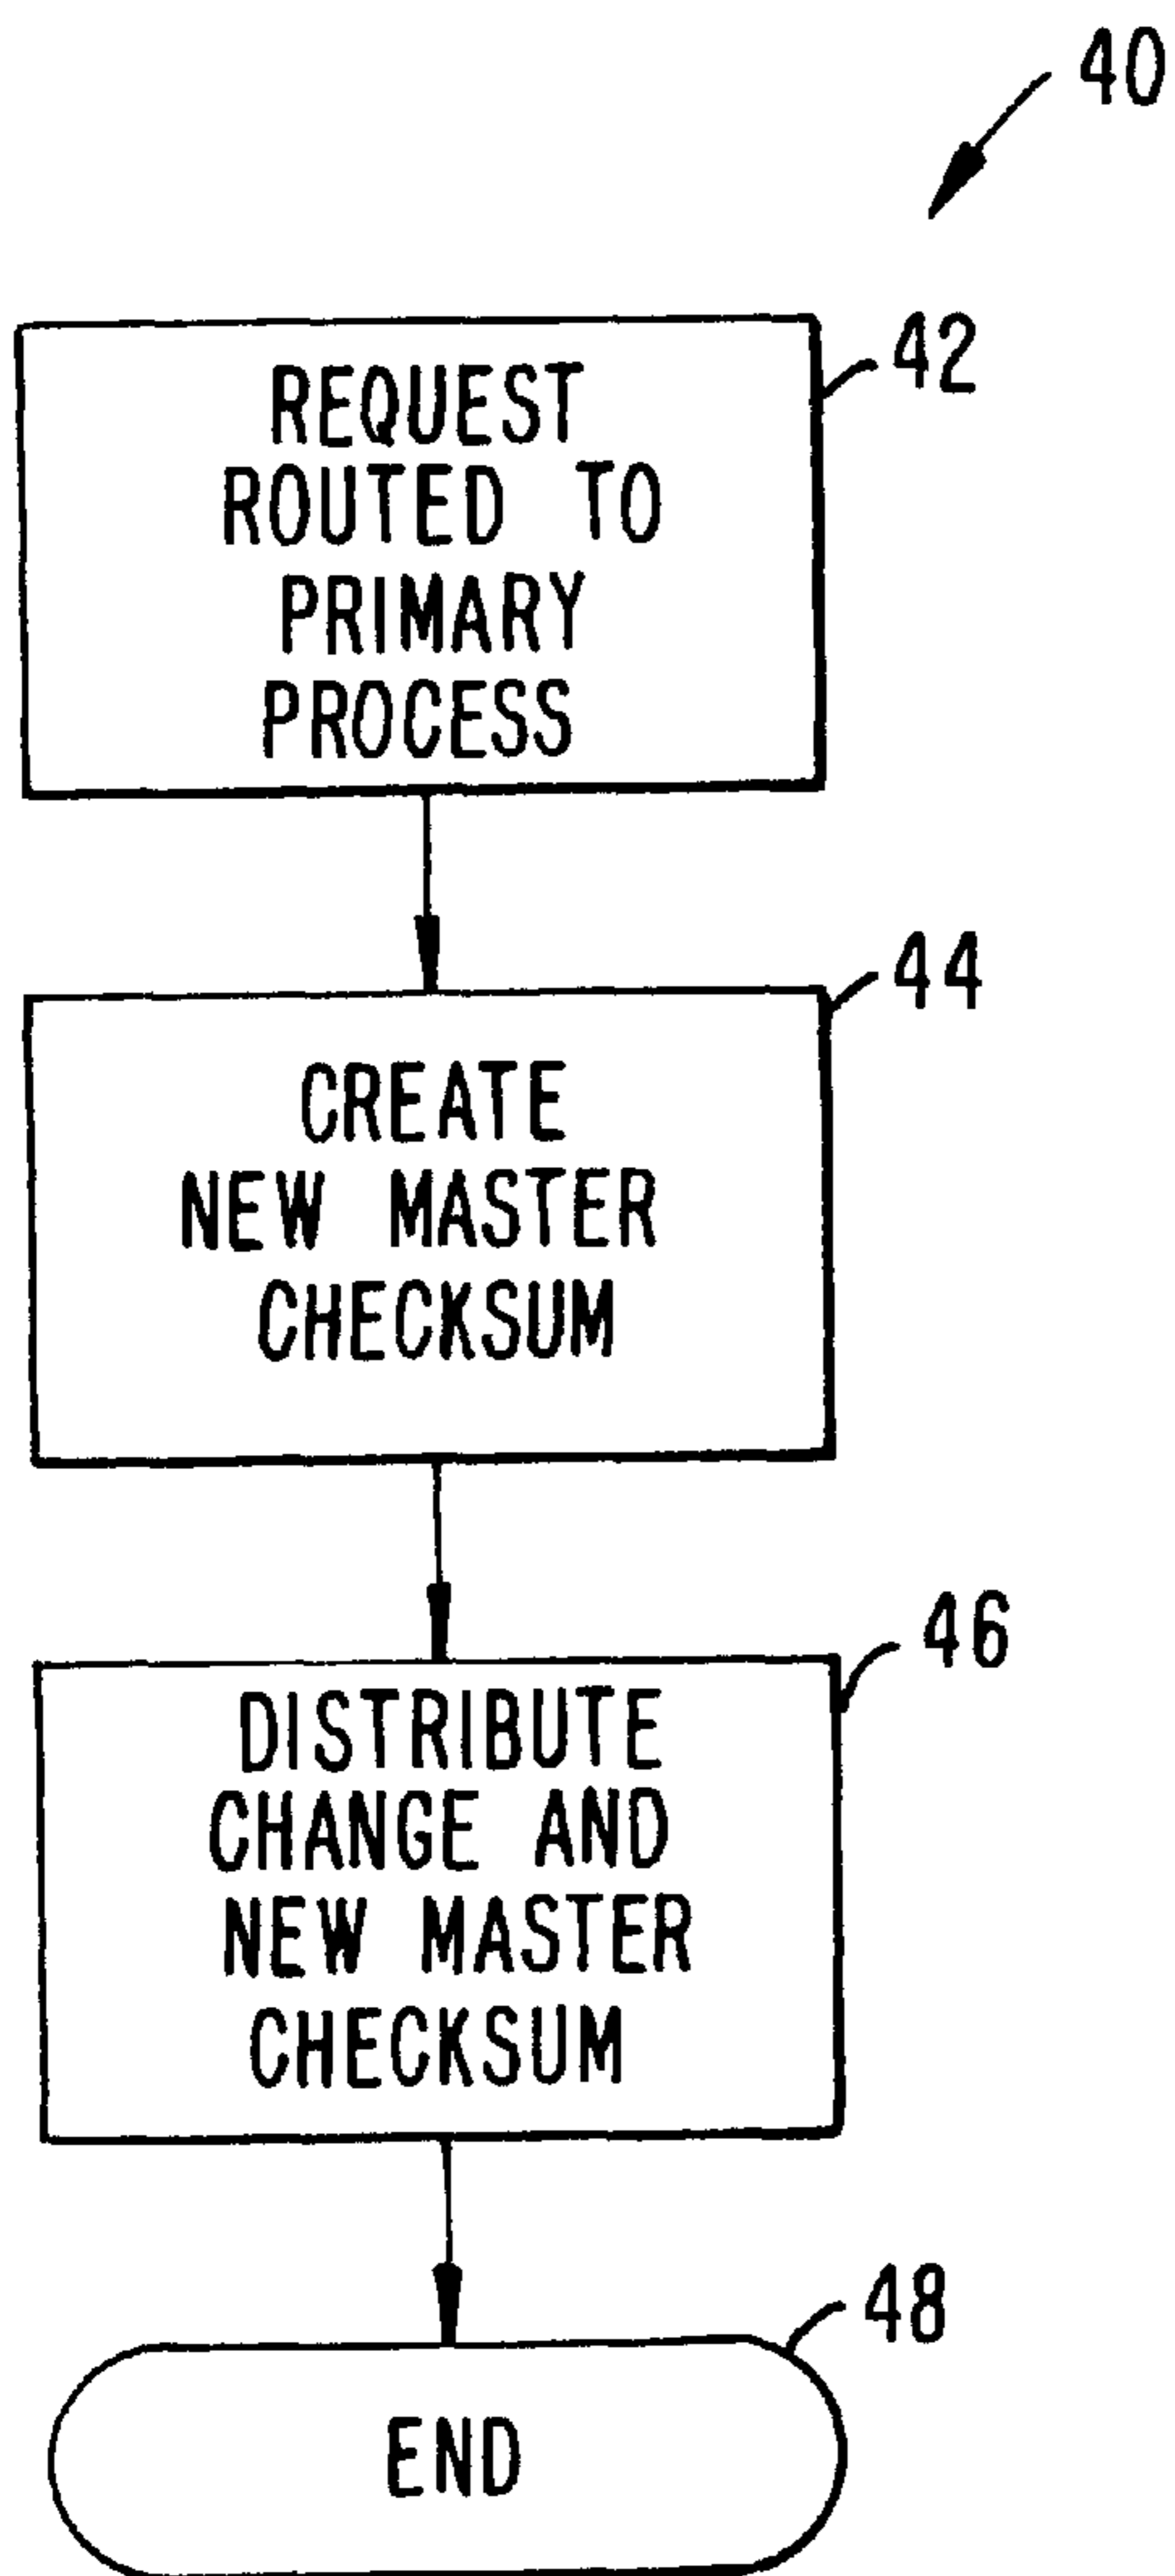 40
42
REQUEST
ROUTED TO
PRIMARY
PROCESS
44
CREATE
NEW MASTER
CHECKSUM
46
DISTRIBUTE
CHANGE AND
NEW MASTER
CHECKSUM
48
END